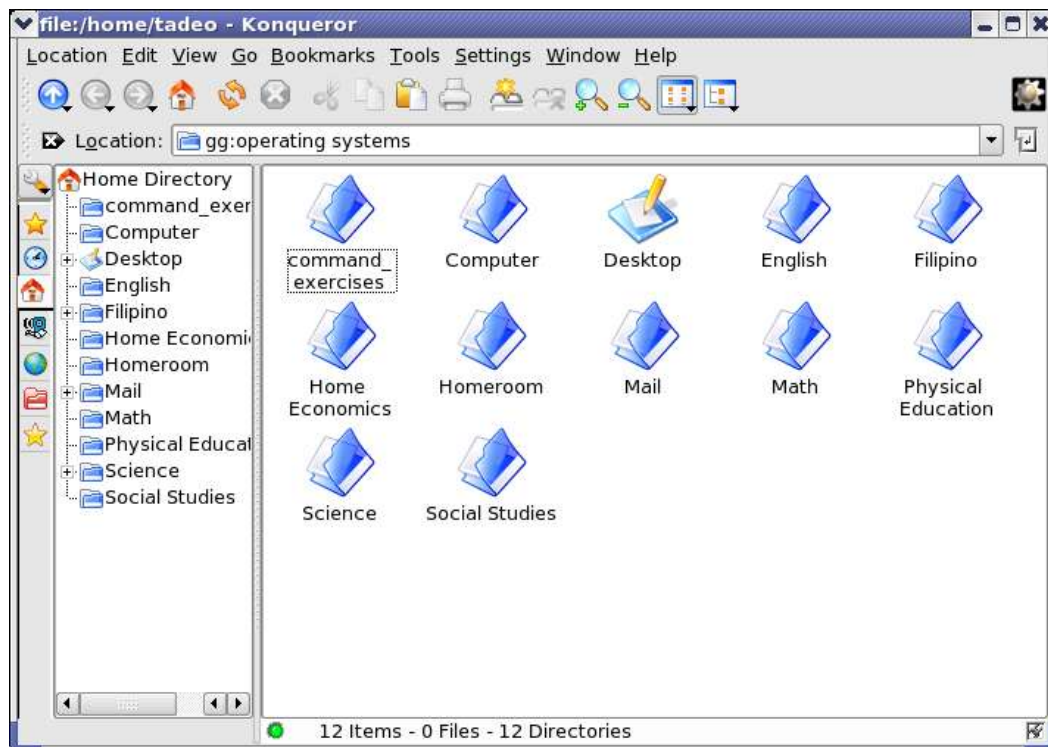 file:/home/tadeo - Konqueror
Location Edit View Go Bookmarks Tools Settings Window Help
Location: gg:operating systems
Home Directory
command_exer
Computer
Desktop
English
Filipino
Home Economi
Homeroom
Mail
Math
Physical Educat
Science
Social Studies
command_
exercises
Computer
Desktop
English
Filipino
Home
Economics
Homeroom
Mail
Math
Physical
Education
Science
Social Studies
12 Items - 0 Files - 12 Directories